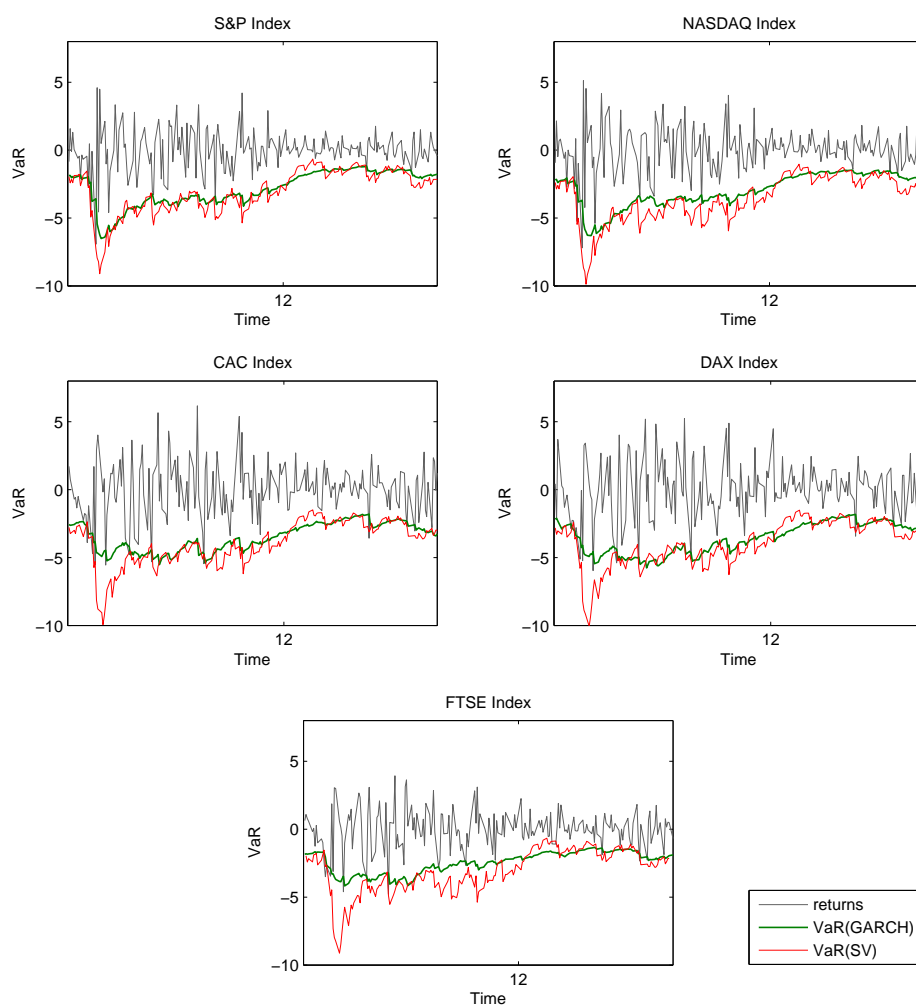 S&P Index
5
0
−5
−10
VaR
12
Time
NASDAQ Index
5
0
−5
−10
VaR
12
Time
CAC Index
5
0
−5
−10
VaR
12
Time
DAX Index
5
0
−5
−10
VaR
12
Time
FTSE Index
5
0
−5
−10
VaR
12
Time
returns
VaR(GARCH)
VaR(SV)